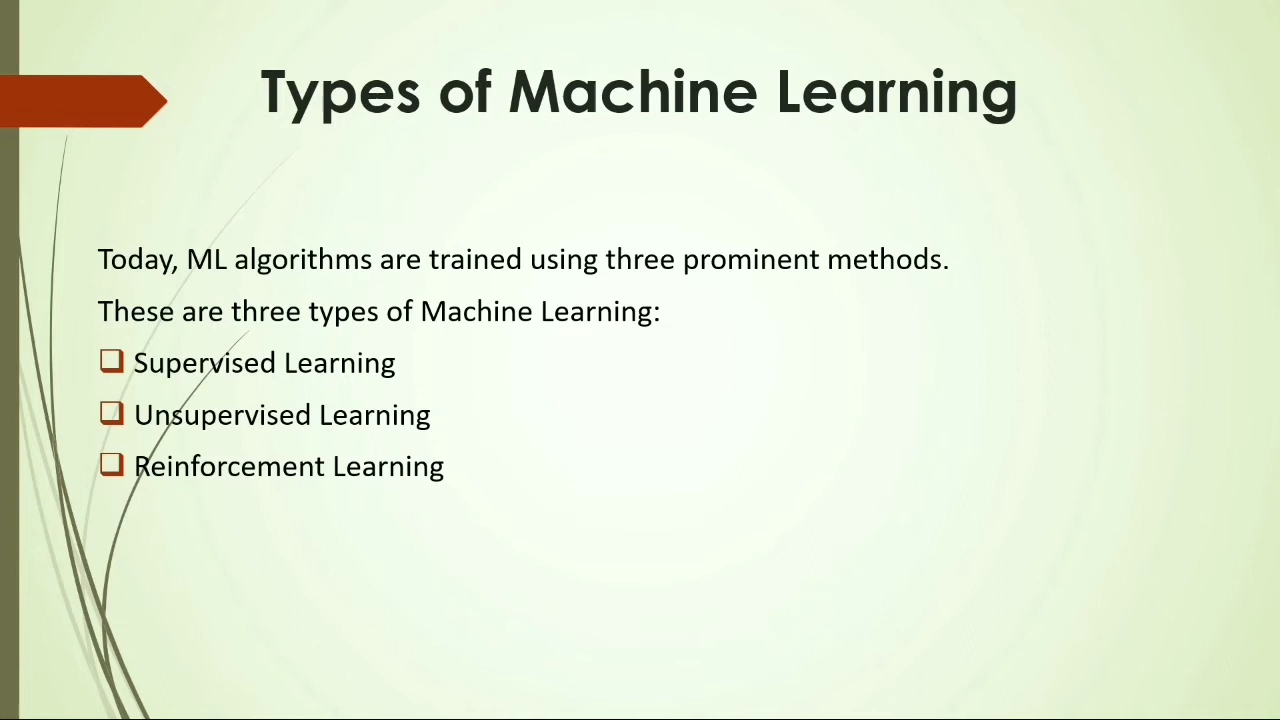 Types of Machine Learning
Today, ML algorithms are trained using three prominent methods.
These are three types of Machine Learning:
❑ Supervised Learning
❑ Unsupervised Learning
❑ Reinforcement Learning